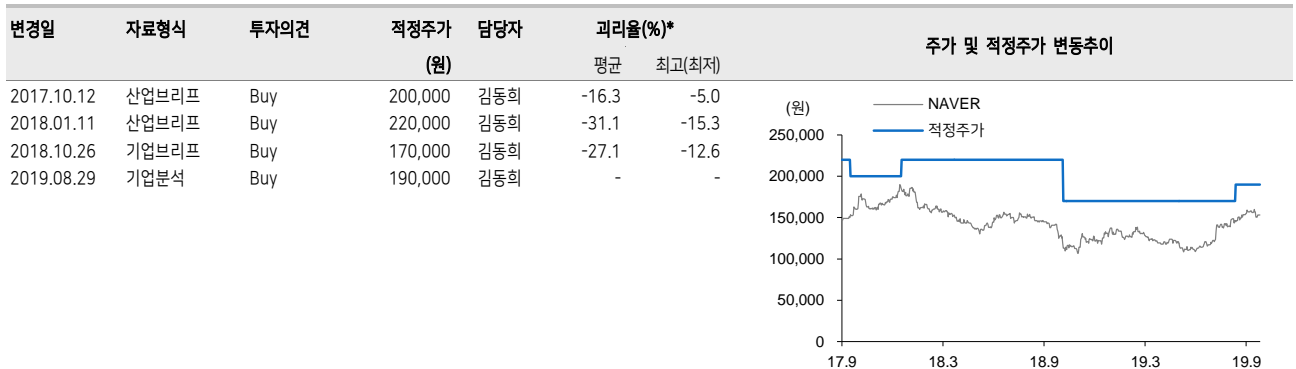 변경일 자료형식 투자의견 적정주가 담당자 괴리율(%)*
(원) 평균 최고(최저)
2017.10.12 산업브리프 Buy 200,000 김동희 -16.3 -5.0
2018.01.11 산업브리프 Buy 220,000 김동희 -31.1 -15.3
2018.10.26 기업브리프 Buy 170,000 김동희 -27.1 -12.6
2019.08.29 기업분석 Buy 190,000 김동희 - -
주가 및 적정주가 변동추이
(원)
NAVER
적정주가
250,000
200,000
150,000
100,000
50,000
0
17.9 18.3 18.9 19.3 19.9